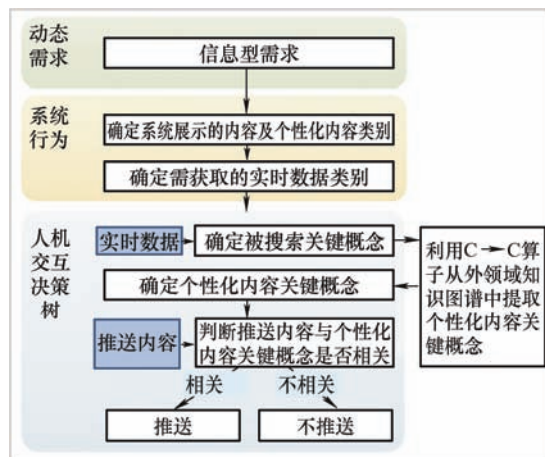 动态
需求
信息型需求
系统
行为
确定系统展示的内容及个性化内容类别
确定需获取的实时数据类别
人机
交互
决策
树
实时数据
确定被搜索关键概念
利用C→C算
子从外领域知
识图谱中提取
个性化内容关
键概念
确定个性化内容关键概念
推送内容
判断推送内容与个性化
内容关键概念是否相关
相关
不相关
推送
不推送